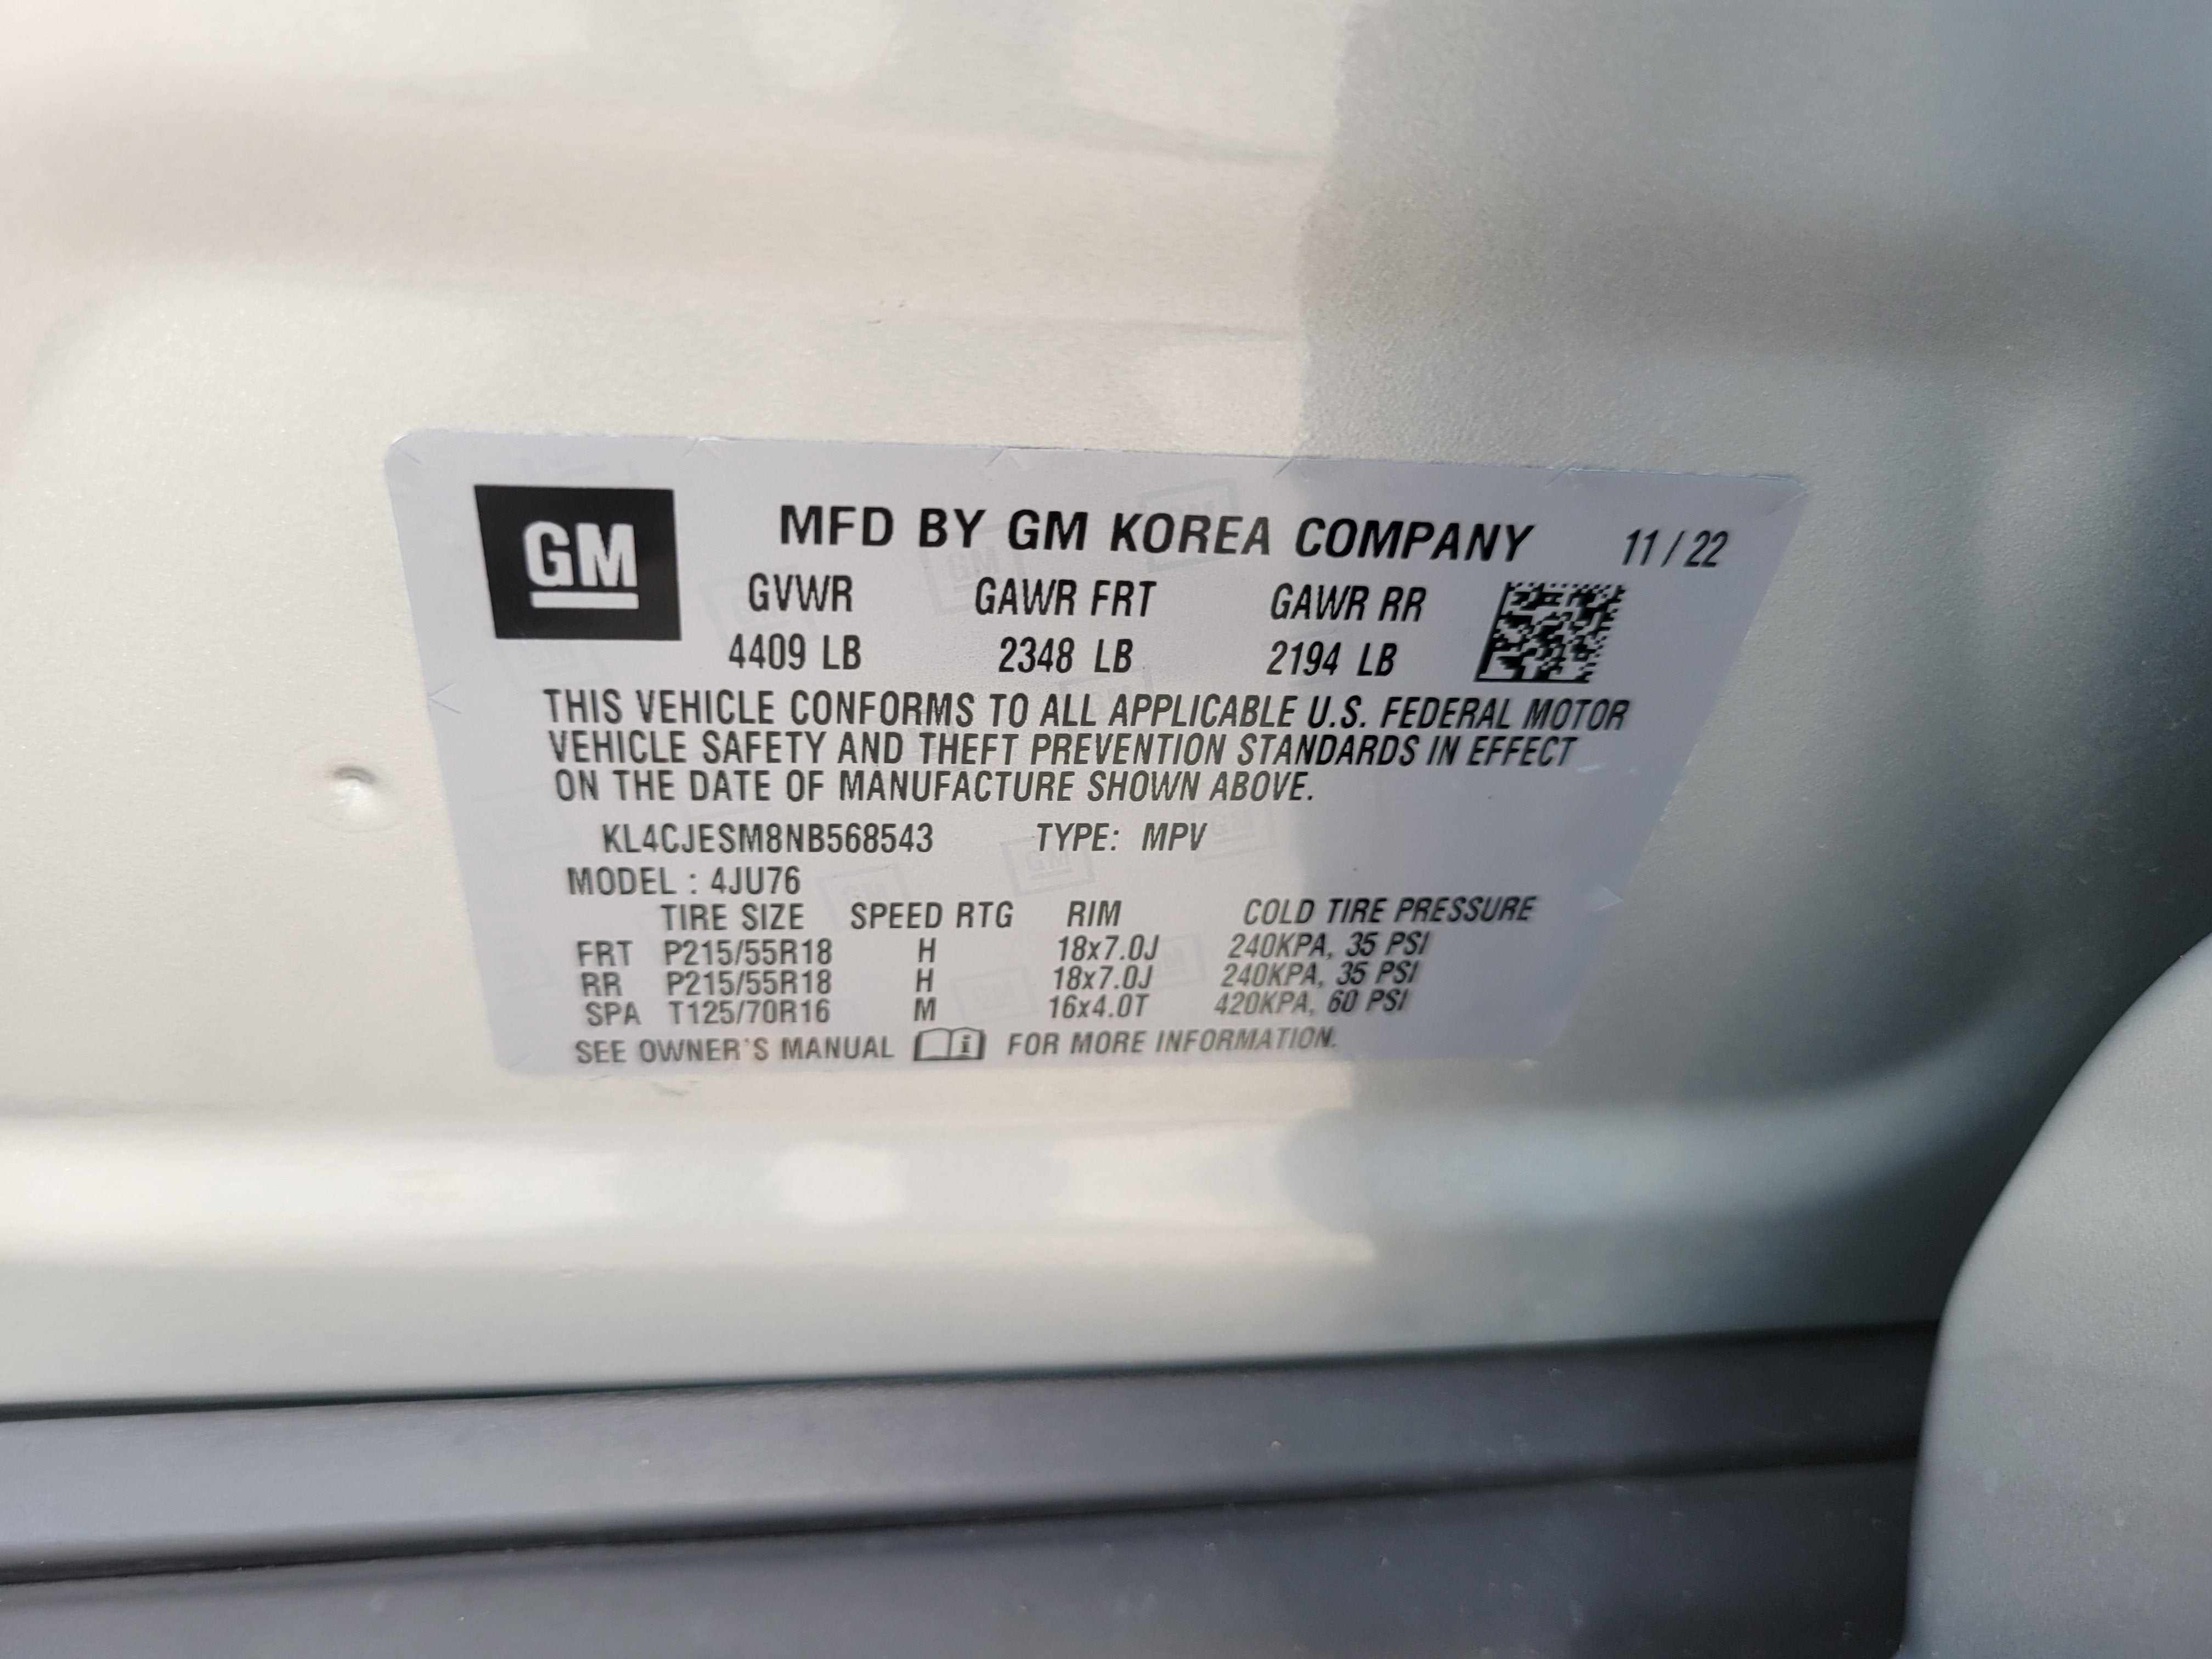 GM
MFD BY GM KOREA COMPANY 11/22
GVWR GAWR FRT GAWR RR
4409 LB 2348 LB 2194 LB
THIS VEHICLE CONFORMS TO ALL APPLICABLE U.S. FEDERAL MOTOR
VEHICLE SAFETY AND THEFT PREVENTION STANDARDS IN EFFECT
ON THE DATE OF MANUFACTURE SHOWN ABOVE.
KL4CJESM8NB568543 TYPE: MPV
MODEL : 4JU76
TIRE SIZE SPEED RTG RIM COLD TIRE PRESSURE
FRT P215/55R18 H 18x7.0J 240KPA, 35 PSI
RR P215/55R18 H 18x7.0J 240KPA, 35 PSI
SPA T125/70R16 M 16x4.0T 420KPA, 60 PSI
SEE OWNER'S MANUAL i FOR MORE INFORMATION.